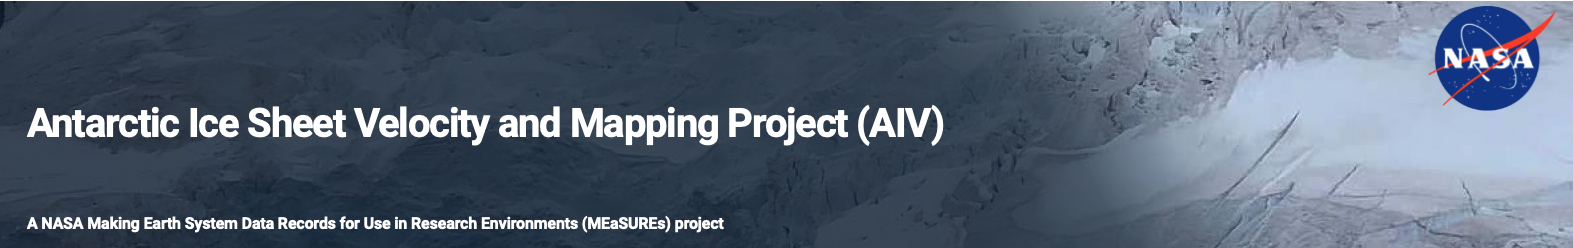 NASA
Antarctic Ice Sheet Velocity and Mapping Project (AIV)
A NASA Making Earth System Data Records for Use in Research Environments (MEaSUREs) project